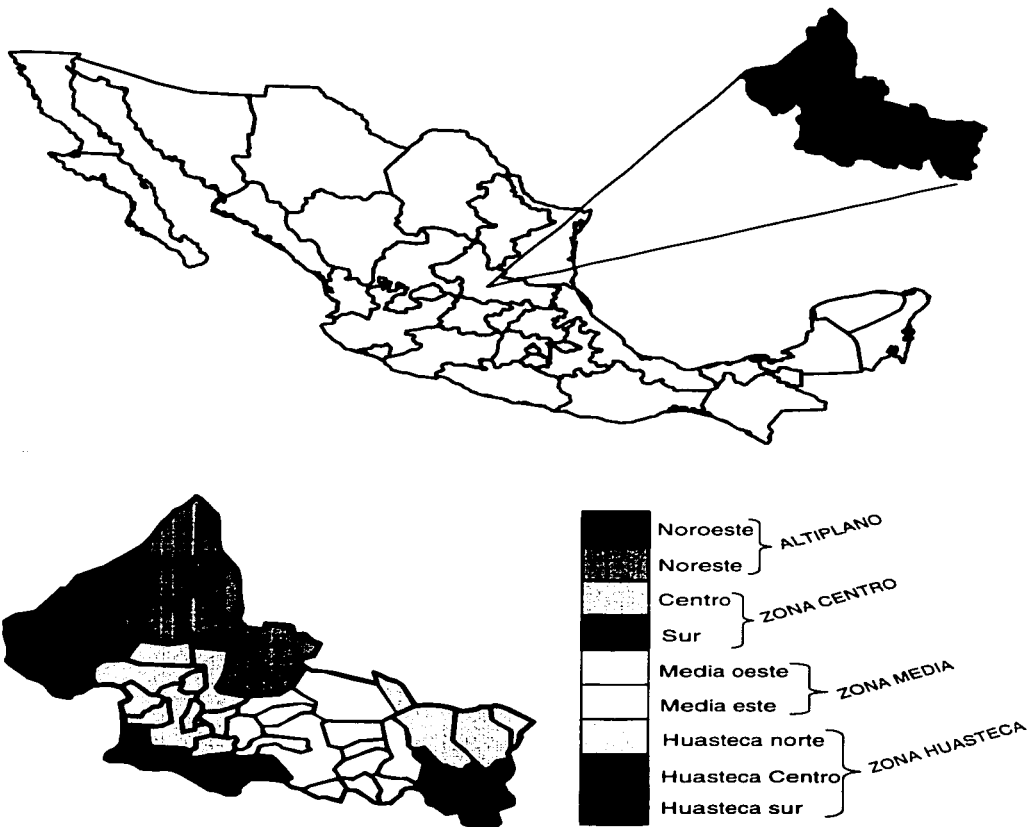 Noroeste
Noreste
ALTIPLANO
Centro
Sur
ZONA CENTRO
Media oeste
Media este
ZONA MEDIA
Huasteca norte
Huasteca Centro
Huasteca sur
ZONA HUASTECA